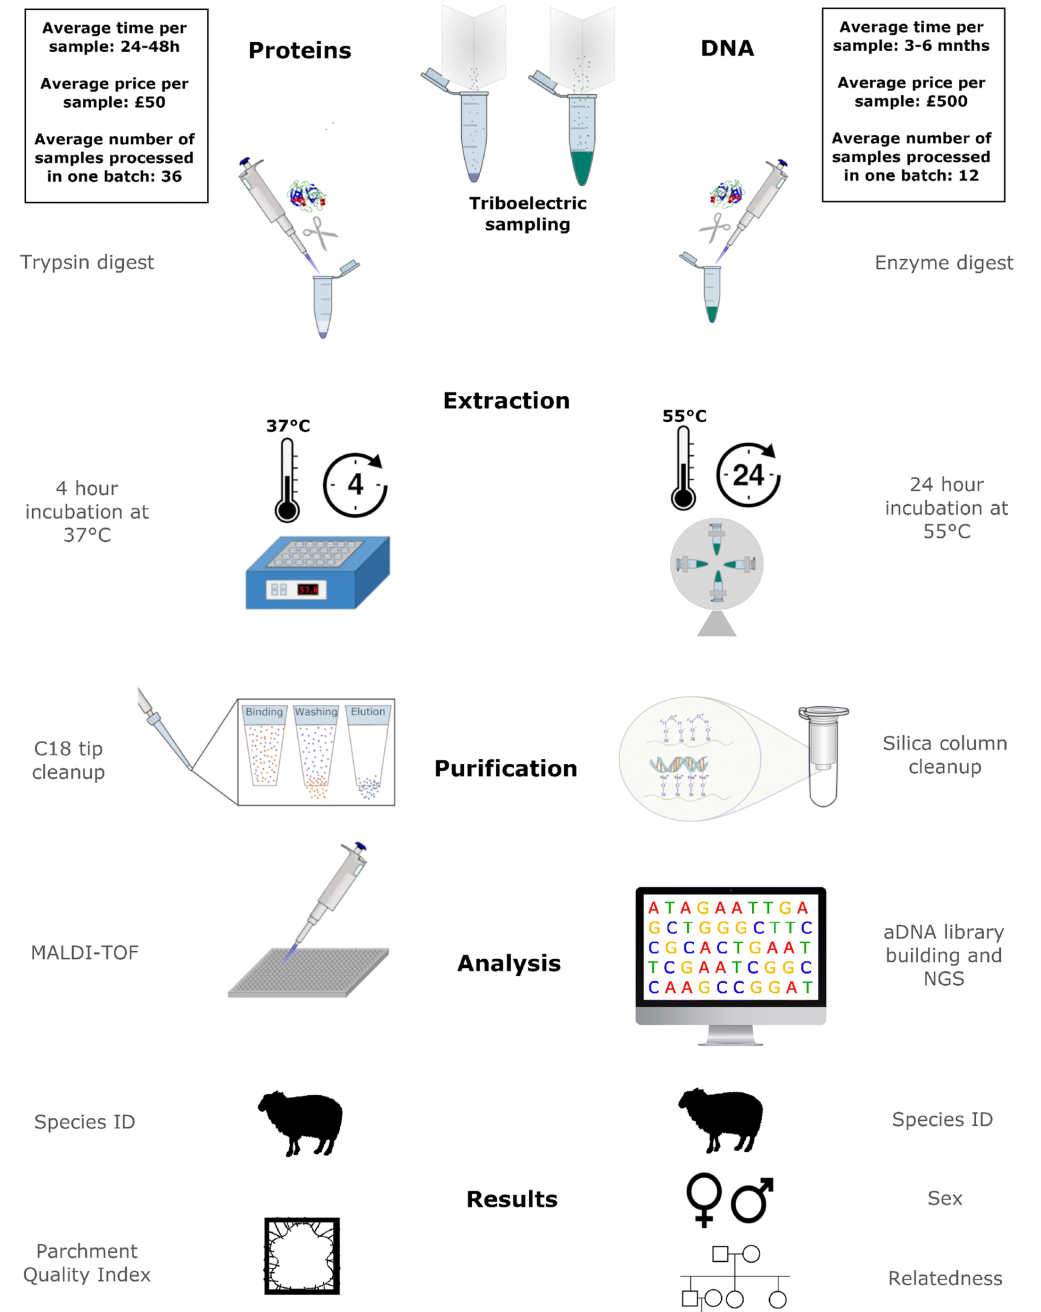 Average time per
sample: 24-48h
Average price per
sample: £50
Average number of
samples processed
in one batch: 36
Proteins
DNA
Average time per
sample: 3-6 mnths
Average price per
sample: £500
Average number of
samples processed
in one batch: 12
Triboelectric
sampling
Trypsin digest
Enzyme digest
Extraction
37°C
4
55°C
24
4 hour
incubation at
37°C
24 hour
incubation at
55°C
37.0
Binding
Washing
Elution
C18 tip
cleanup
Purification
Silica column
cleanup
MALDI-TOF
Analysis
ATAGAATTGA
GCTGGGCTTC
CGCACTGAAT
TCGAATCGGC
CAAGCCGGAT
aDNA library
building and
NGS
Species ID
Species ID
Results
Sex
Parchment
Quality Index
Relatedness